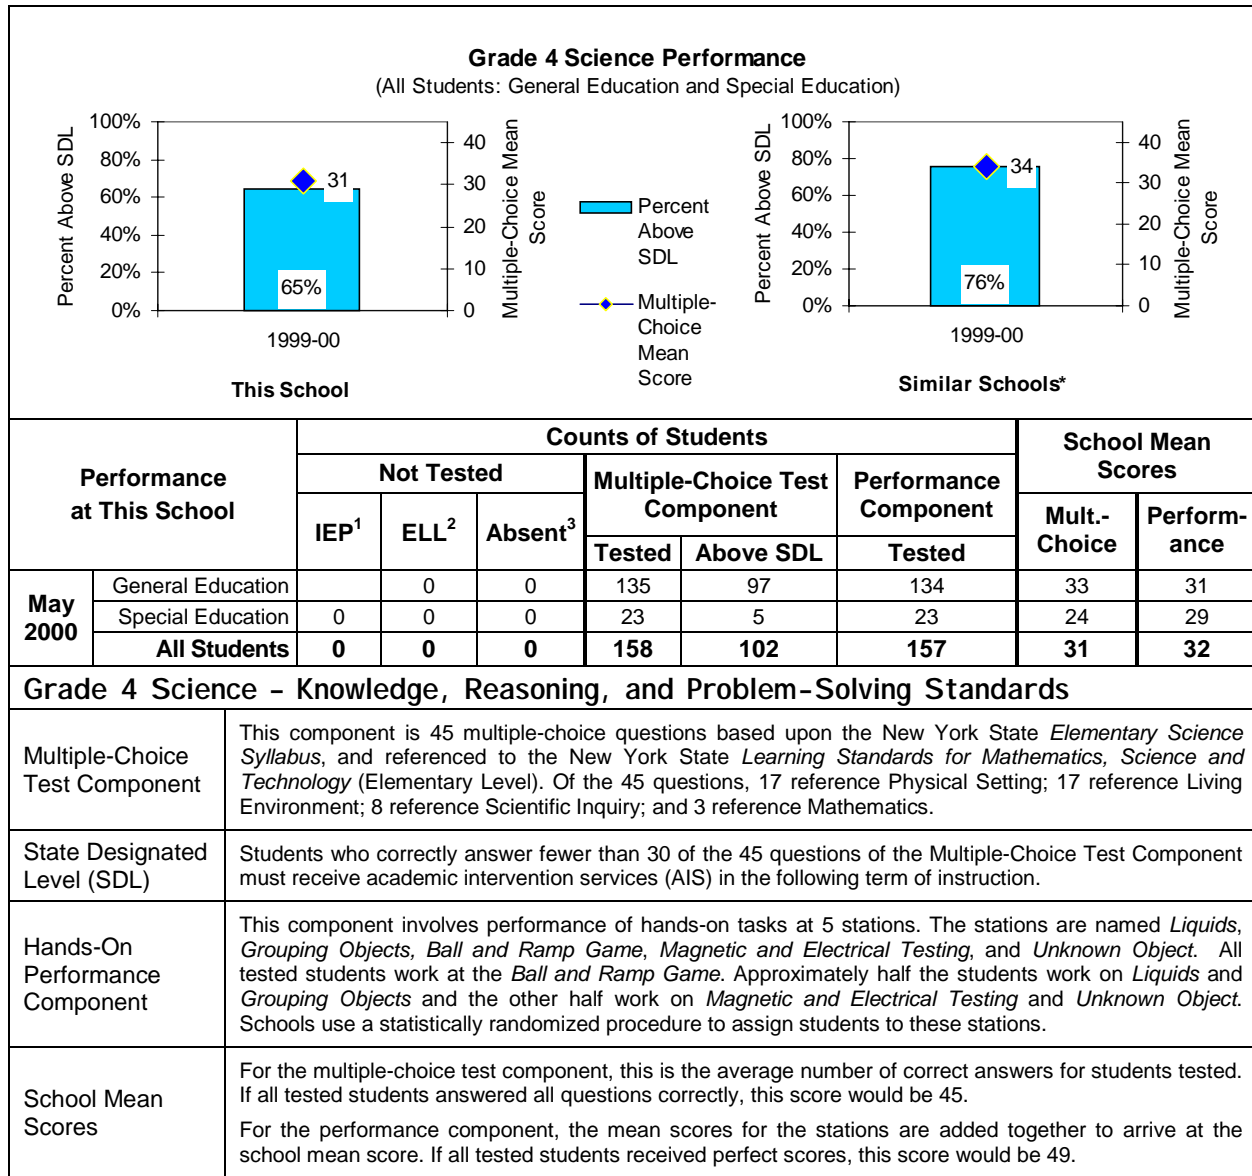 Grade 4 Science Performance
(All Students: General Education and Special Education)
Percent Above SDL
100%
80%
60%
40%
20%
0%
31
65%
40
30
20
10
0
Multiple-Choice Mean
Score
1999-00
This School
Percent
Above
SDL
Multiple-
Choice
Mean
Score
Percent Above SDL
100%
80%
60%
40%
20%
0%
34
76%
40
30
20
10
0
Multiple-Choice Mean
Score
1999-00
Similar Schools*
Performance
at This School
Counts of Students
School Mean
Scores
Not Tested
Multiple-Choice Test
Component
Performance
Component
IEP1 ELL2 Absent3
Mult.-
Choice
Perform-
ance
Tested Above SDL Tested
May
2000
General Education 0 0 135 97 134 33 31
Special Education 0 0 0 23 5 23 24 29
All Students 0 0 0 158 102 157 31 32
Grade 4 Science – Knowledge, Reasoning, and Problem-Solving Standards
Multiple-Choice
Test Component
This component is 45 multiple-choice questions based upon the New York State Elementary Science
Syllabus, and referenced to the New York State Learning Standards for Mathematics, Science and
Technology (Elementary Level). Of the 45 questions, 17 reference Physical Setting; 17 reference Living
Environment; 8 reference Scientific Inquiry; and 3 reference Mathematics.
State Designated
Level (SDL)
Students who correctly answer fewer than 30 of the 45 questions of the Multiple-Choice Test Component
must receive academic intervention services (AIS) in the following term of instruction.
Hands-On
Performance
Component
This component involves performance of hands-on tasks at 5 stations. The stations are named Liquids,
Grouping Objects, Ball and Ramp Game, Magnetic and Electrical Testing, and Unknown Object. All
tested students work at the Ball and Ramp Game. Approximately half the students work on Liquids and
Grouping Objects and the other half work on Magnetic and Electrical Testing and Unknown Object.
Schools use a statistically randomized procedure to assign students to these stations.
School Mean
Scores
For the multiple-choice test component, this is the average number of correct answers for students tested.
If all tested students answered all questions correctly, this score would be 45.
For the performance component, the mean scores for the stations are added together to arrive at the
school mean score. If all tested students received perfect scores, this score would be 49.